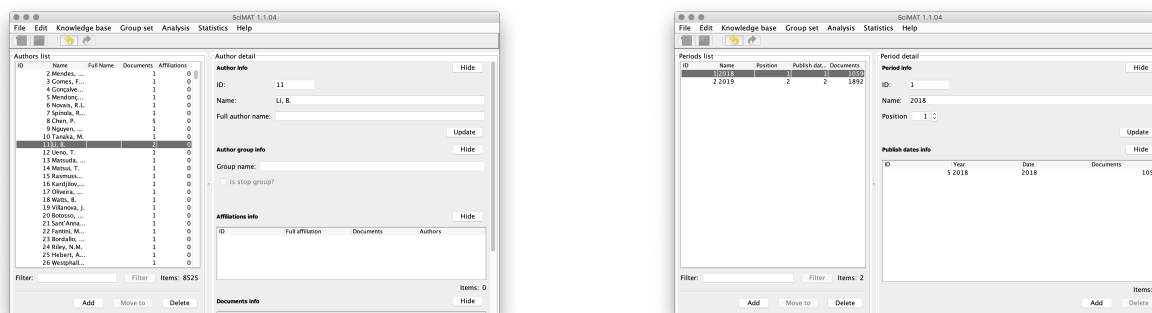 SciMAT 1.1.04
File Edit Knowledge base Group set Analysis Statistics Help
Authors list
ID Name Full Name Documents Affiliations
2 Mendes, ... 1 0
3 Gomes, F... 1 0
4 Gonçalve... 1 0
5 Mendonç... 1 0
6 Novais, R.L. 1 0
7 Spínola, R... 1 0
8 Chen, P. 5 0
9 Nguyen, ... 1 0
10 Tanaka, M. 1 0
11 Li, B. 2 0
12 Ueno, T. 1 0
13 Matsuda, ... 1 0
14 Matsui, T. 1 0
15 Rasmuss... 1 0
16 Kardjilov,... 1 0
17 Oliveira, ... 1 0
18 Watts, B. 1 0
19 Villanova, J. 1 0
20 Botosso, ... 1 0
21 Sant'Anna... 1 0
22 Fantini, M... 1 0
23 Bordallo, ... 1 0
24 Riley, N.M. 1 0
25 Hebert, A... 1 0
26 Westphall... 1 0
Filter: Filter Items: 8525
Add Move to Delete
Author detail
Author info Hide
ID: 11
Name: Li, B.
Full author name:
Update
Author group info Hide
Group name:
Is stop group?
Affiliations info Hide
ID Full affiliation Documents Authors
Items: 0
Documents info Hide
SciMAT 1.1.04
File Edit Knowledge base Group set Analysis Statistics Help
Periods list
ID Name Position Publish dat... Documents
1 2018 1 1 1059
2 2019 2 2 1892
Filter: Filter Items: 2
Add Move to Delete
Period detail
Period info Hide
ID: 1
Name: 2018
Position 1
Update
Publish dates info Hide
ID Year Date Documents
5 2018 2018 105
Items:
Add Delete